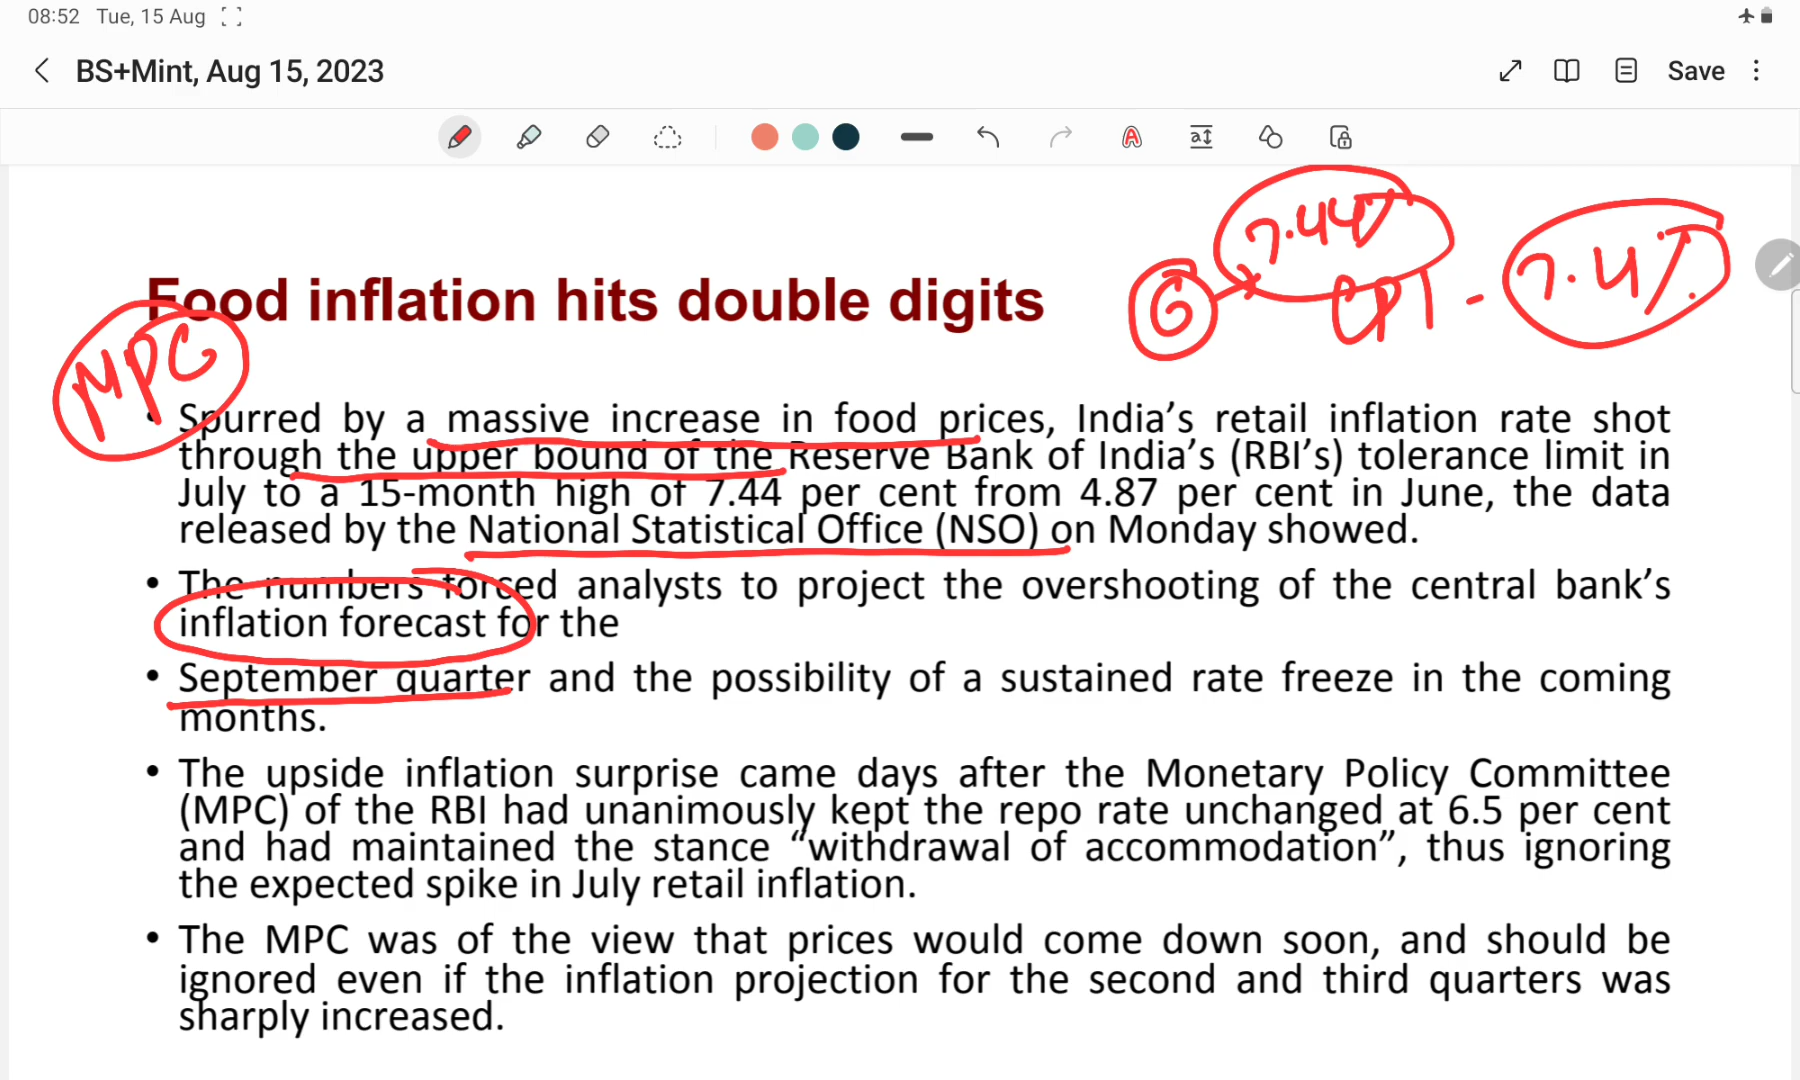 08:52 Tue, 15 Aug
BS+Mint, Aug 15, 2023
Save
7.44%
6
CPI - 7.4%
Food inflation hits double digits
MPC
• Spurred by a massive increase in food prices, India’s retail inflation rate shot
through the upper bound of the Reserve Bank of India’s (RBI’s) tolerance limit in
July to a 15-month high of 7.44 per cent from 4.87 per cent in June, the data
released by the National Statistical Office (NSO) on Monday showed.
• The numbers forced analysts to project the overshooting of the central bank’s
inflation forecast for the
• September quarter and the possibility of a sustained rate freeze in the coming
months.
• The upside inflation surprise came days after the Monetary Policy Committee
(MPC) of the RBI had unanimously kept the repo rate unchanged at 6.5 per cent
and had maintained the stance “withdrawal of accommodation”, thus ignoring
the expected spike in July retail inflation.
• The MPC was of the view that prices would come down soon, and should be
ignored even if the inflation projection for the second and third quarters was
sharply increased.